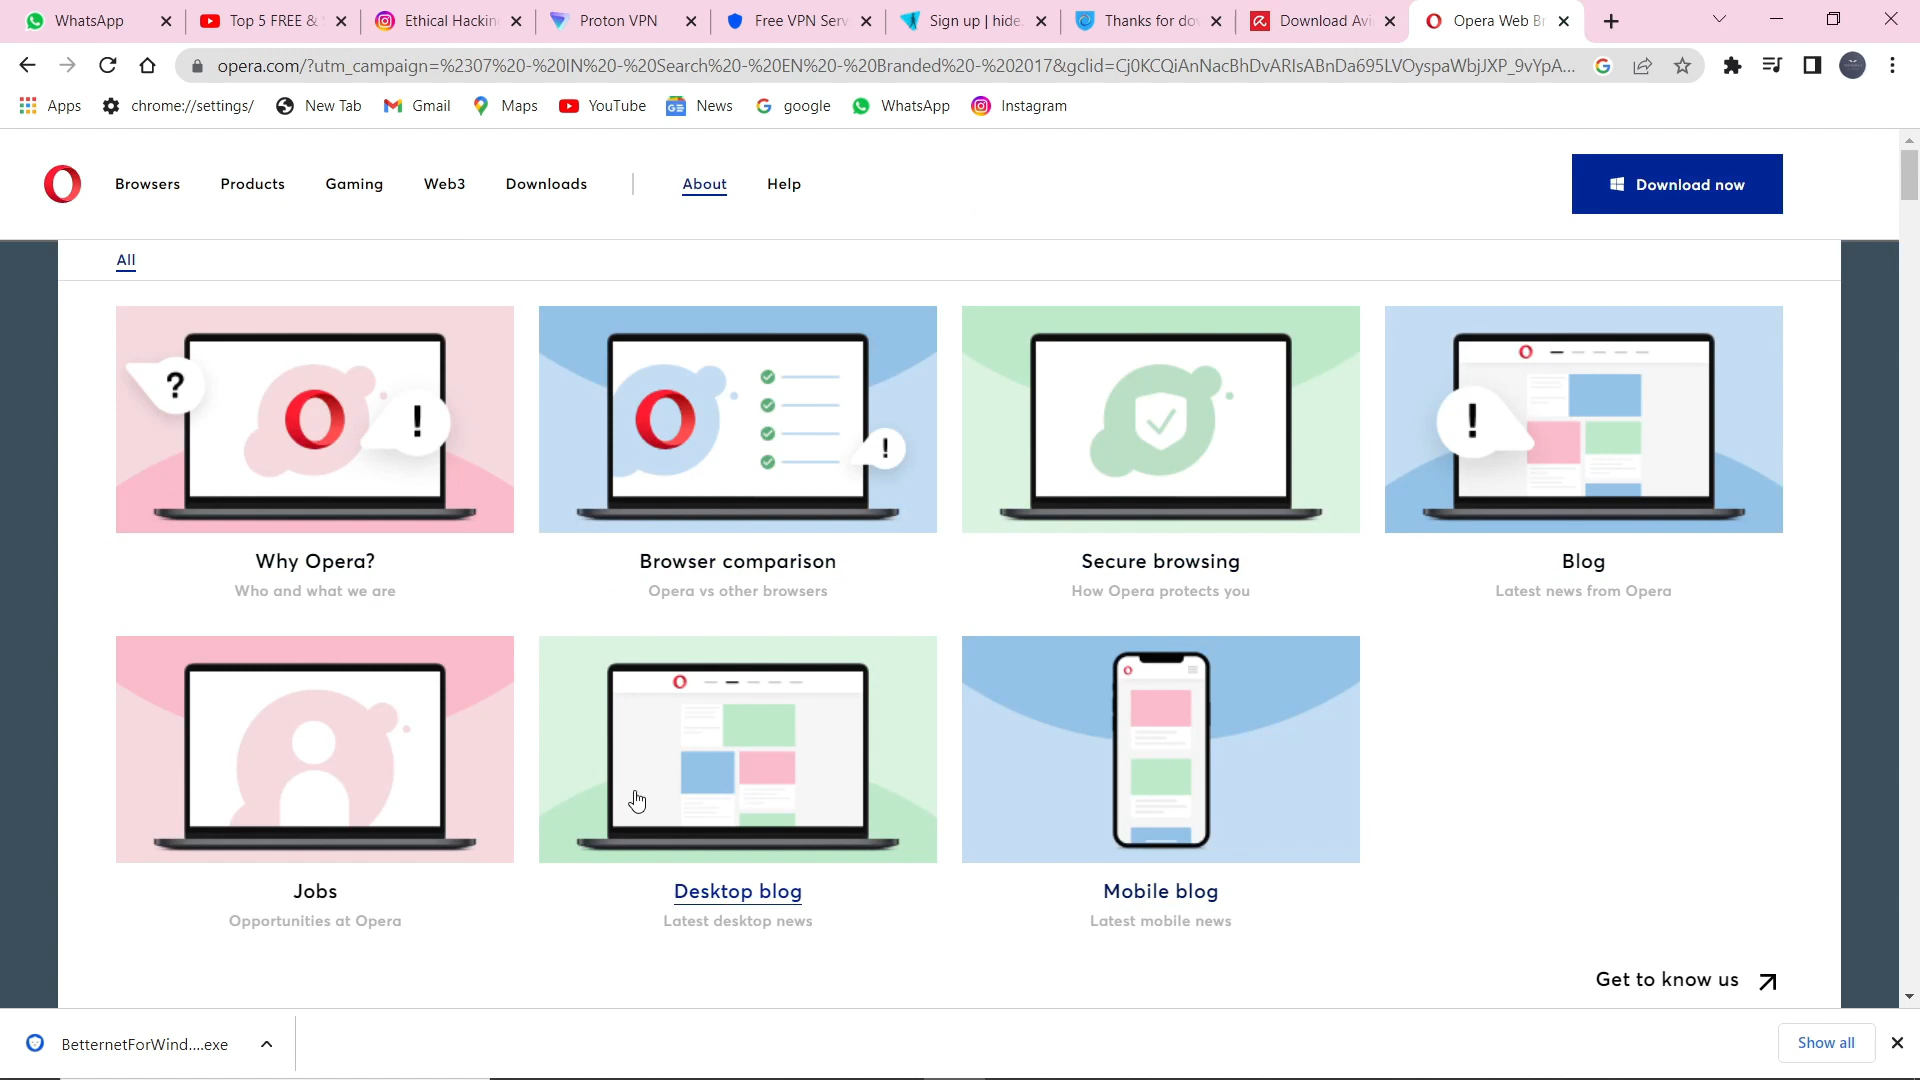 WhatsApp
Top 5 FREE &
Ethical Hackin
Proton VPN
Free VPN Serv
Sign up | hide.
Thanks for do
Download Avi
Opera Web Br
opera.com/?utm_campaign=%2307%20-%20IN%20-%20Search%20-%20EN%20-%20Branded%20-%202017&gclid=Cj0KCQiAnNacBhDvARIsABnDa695LVOyspaWbjJXP_9vYpA...
Apps
chrome://settings/
New Tab
Gmail
Maps
YouTube
News
google
WhatsApp
Instagram
Browsers
Products
Gaming
Web3
Downloads
About
Help
Download now
All
?
!
!
!
Why Opera?
Who and what we are
Browser comparison
Opera vs other browsers
Secure browsing
How Opera protects you
Blog
Latest news from Opera
Jobs
Opportunities at Opera
Desktop blog
Latest desktop news
Mobile blog
Latest mobile news
Get to know us
BetternetForWind....exe
Show all